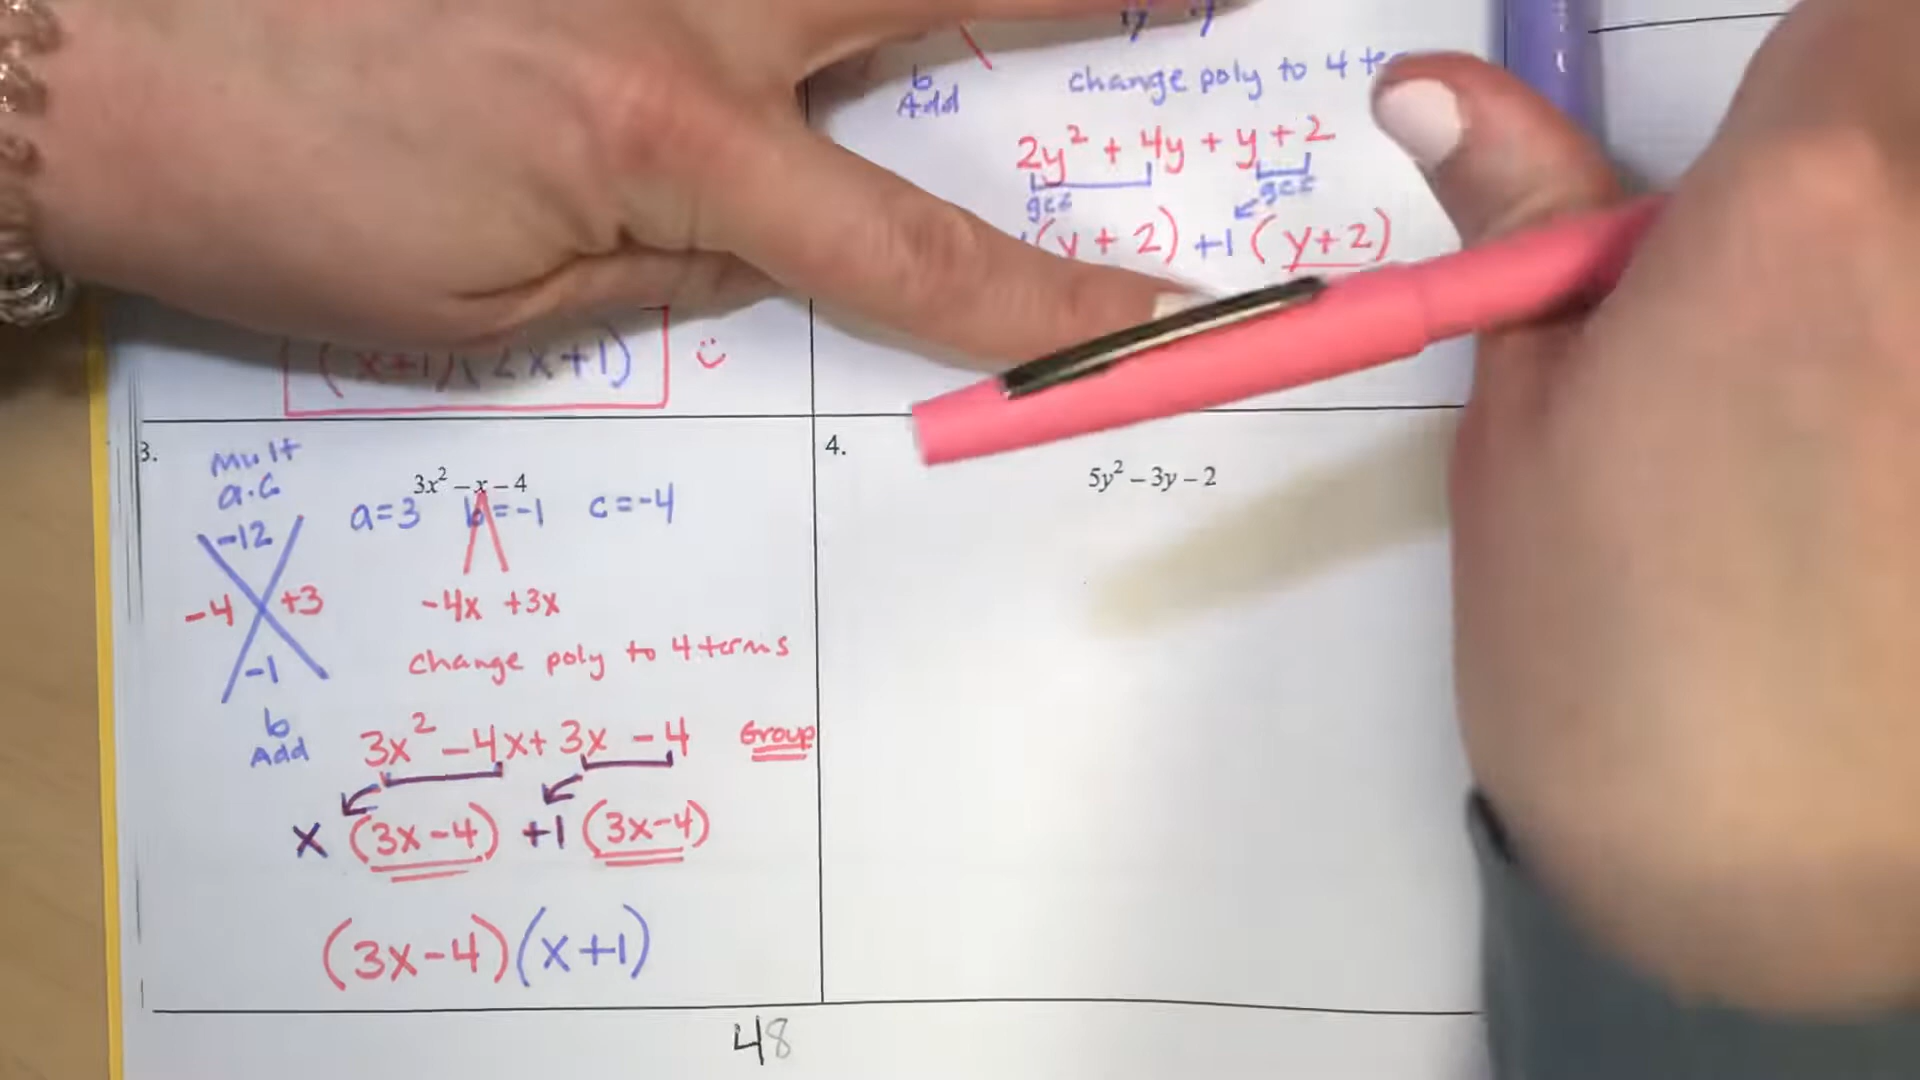 b
Add
change poly to 4
2y² + 4y + y + 2
gcf gcf
(y + 2) +1 (y+2)
(x+1)(2x+1)
3.
Mult
a.c
3x² – x – 4
a=3 b=-1 c=-4
-12
-4 +3
-4x +3x
-1
change poly to 4 terms
b
Add
3x² -4x+ 3x -4 Group
x (3x-4) +1 (3x-4)
(3x-4)(x+1)
4.
5y² – 3y – 2
48